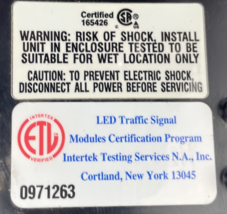 Certified
165426
WARNING: RISK OF SHOCK, INSTALL
UNIT IN ENCLOSURE TESTED TO BE
SUITABLE FOR WET LOCATION ONLY
CAUTION: TO PREVENT ELECTRIC SHOCK,
DISCONNECT ALL POWER BEFORE SERVICING
LED Traffic Signal
Modules Certification Program
Intertek Testing Services N.A., Inc.
Cortland, New York 13045
INTERTEK
ETL
VERIFIED
0971263